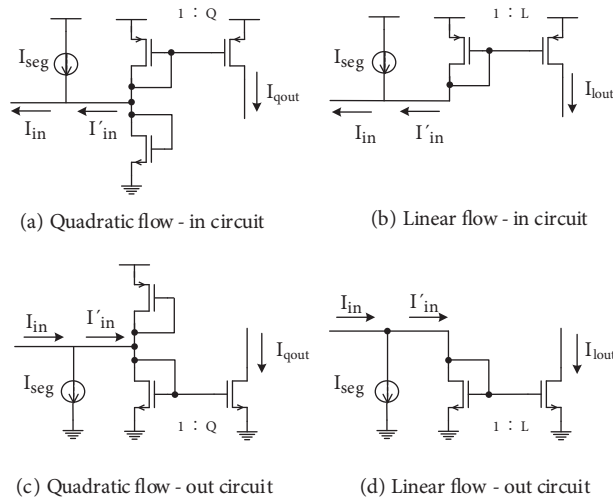 1 : Q
I_seg
I_in
I′_in
I_qout
(a) Quadratic flow - in circuit
1 : L
I_seg
I_in
I′_in
I_lout
(b) Linear flow - in circuit
I_in
I′_in
I_seg
I_qout
1 : Q
(c) Quadratic flow - out circuit
I_in
I′_in
I_seg
I_lout
1 : L
(d) Linear flow - out circuit